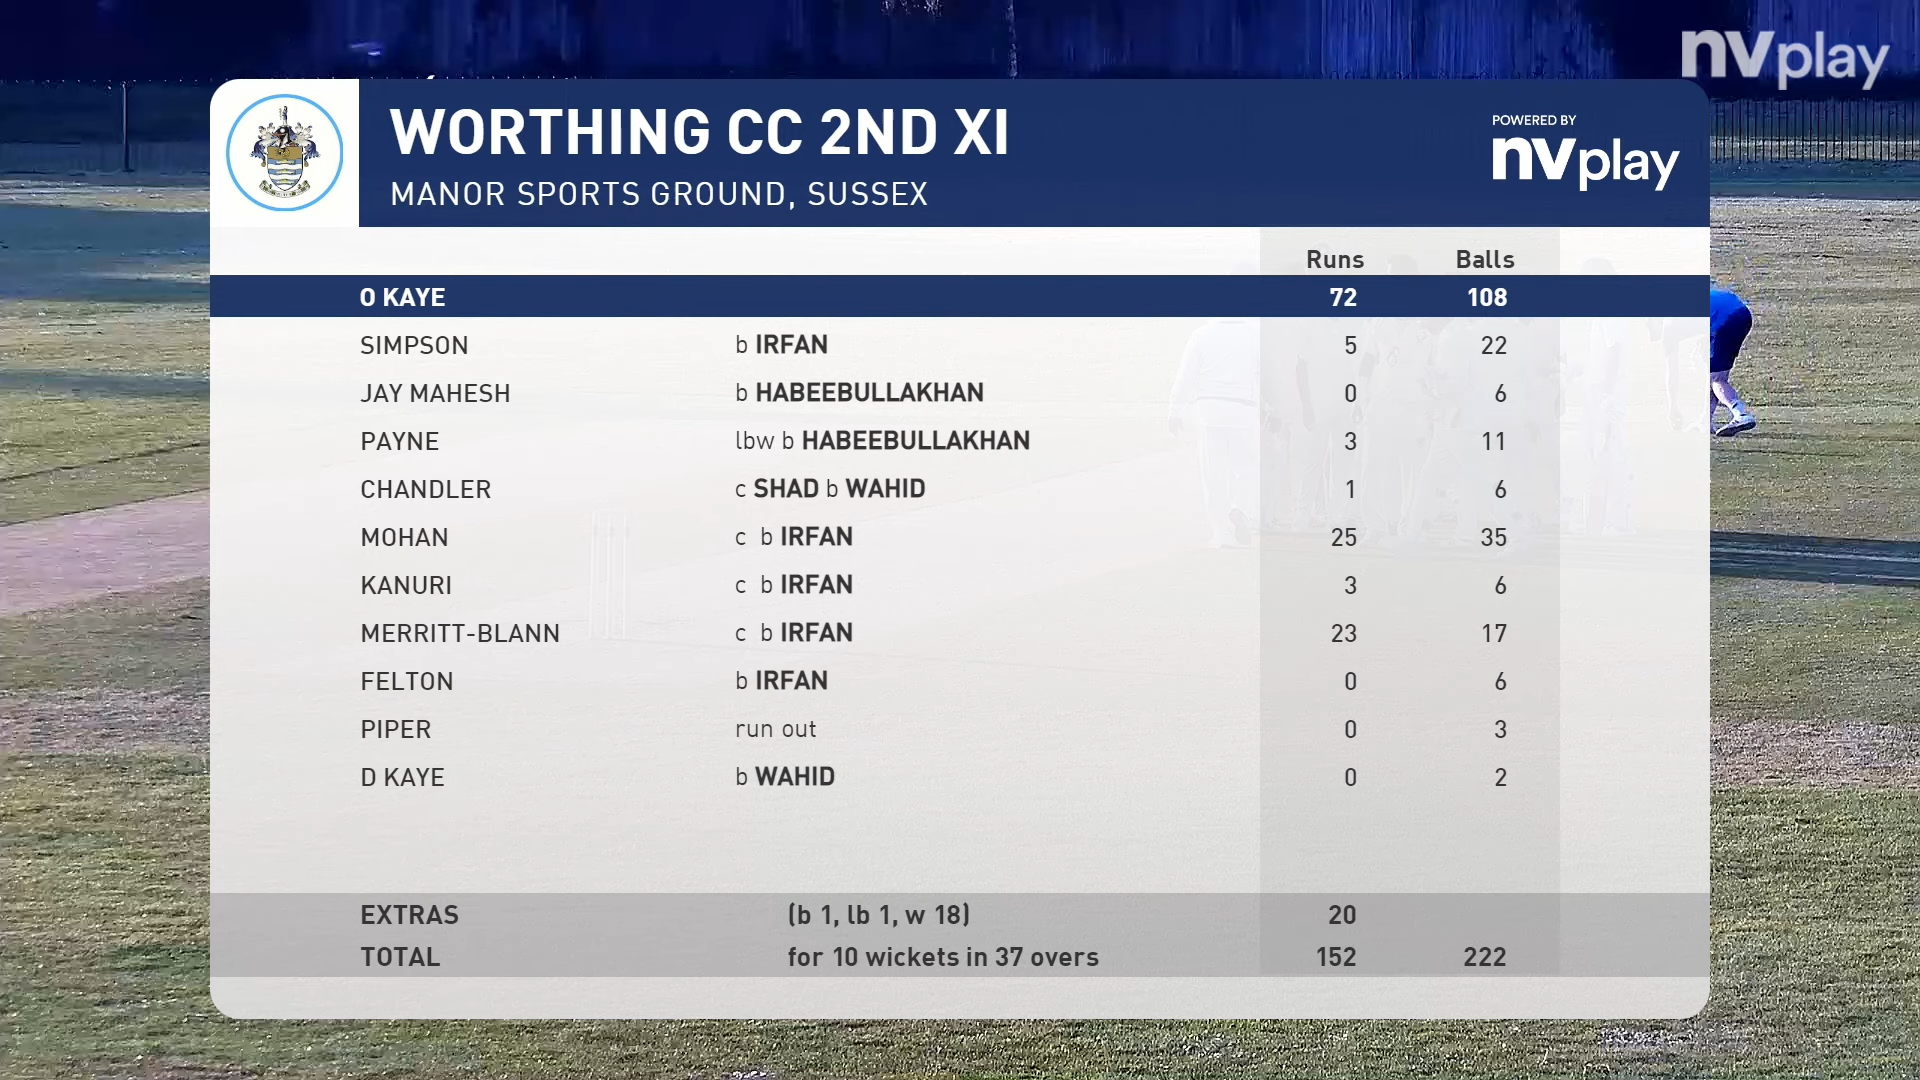 nvplay
WORTHING CC 2ND XI
MANOR SPORTS GROUND, SUSSEX
POWERED BY
nvplay
Runs Balls
O KAYE 72 108
SIMPSON b IRFAN 5 22
JAY MAHESH b HABEEBULLAKHAN 0 6
PAYNE lbw b HABEEBULLAKHAN 3 11
CHANDLER c SHAD b WAHID 1 6
MOHAN c b IRFAN 25 35
KANURI c b IRFAN 3 6
MERRITT-BLANN c b IRFAN 23 17
FELTON b IRFAN 0 6
PIPER run out 0 3
D KAYE b WAHID 0 2
EXTRAS (b 1, lb 1, w 18) 20
TOTAL for 10 wickets in 37 overs 152 222